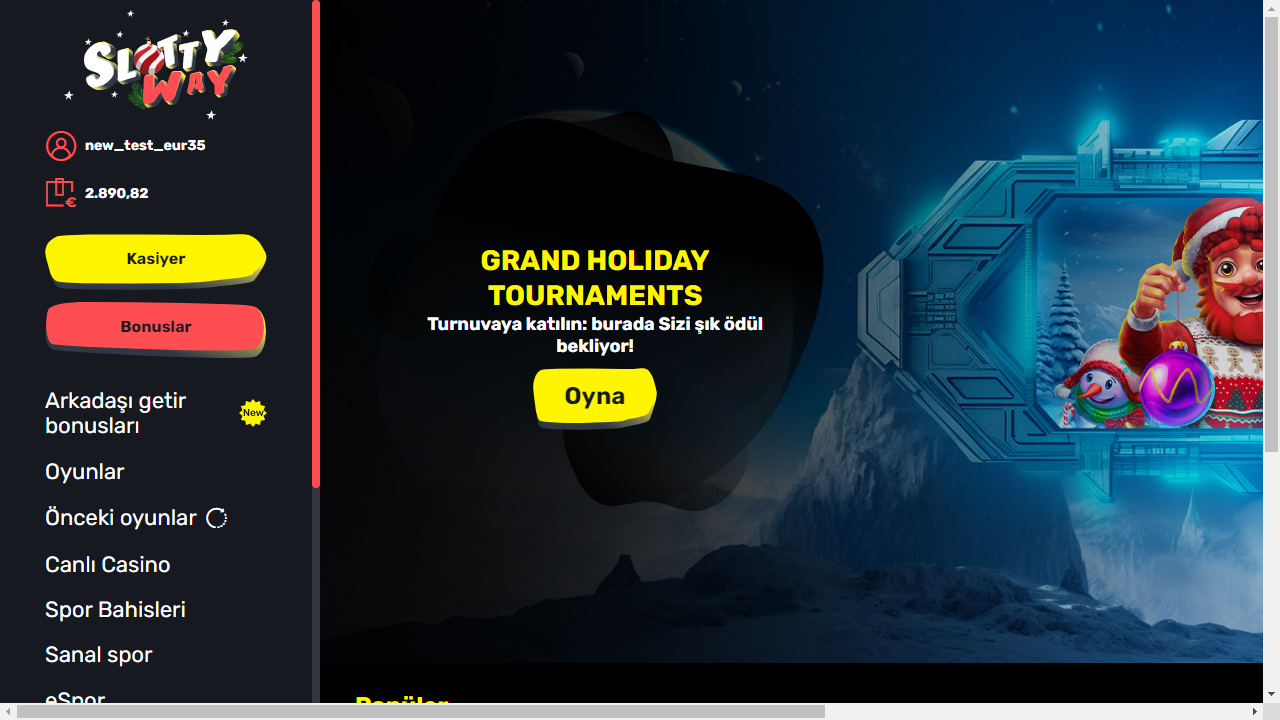 SLOTTY
WAY
new_test_eur35
€ 2.890,82
Kasiyer
Bonuslar
Arkadaşı getir
bonusları
New
Oyunlar
Önceki oyunlar
Canlı Casino
Spor Bahisleri
Sanal spor
eSpor
GRAND HOLIDAY
TOURNAMENTS
Turnuvaya katılın: burada Sizi şık ödül
bekliyor!
Oyna
Popüler